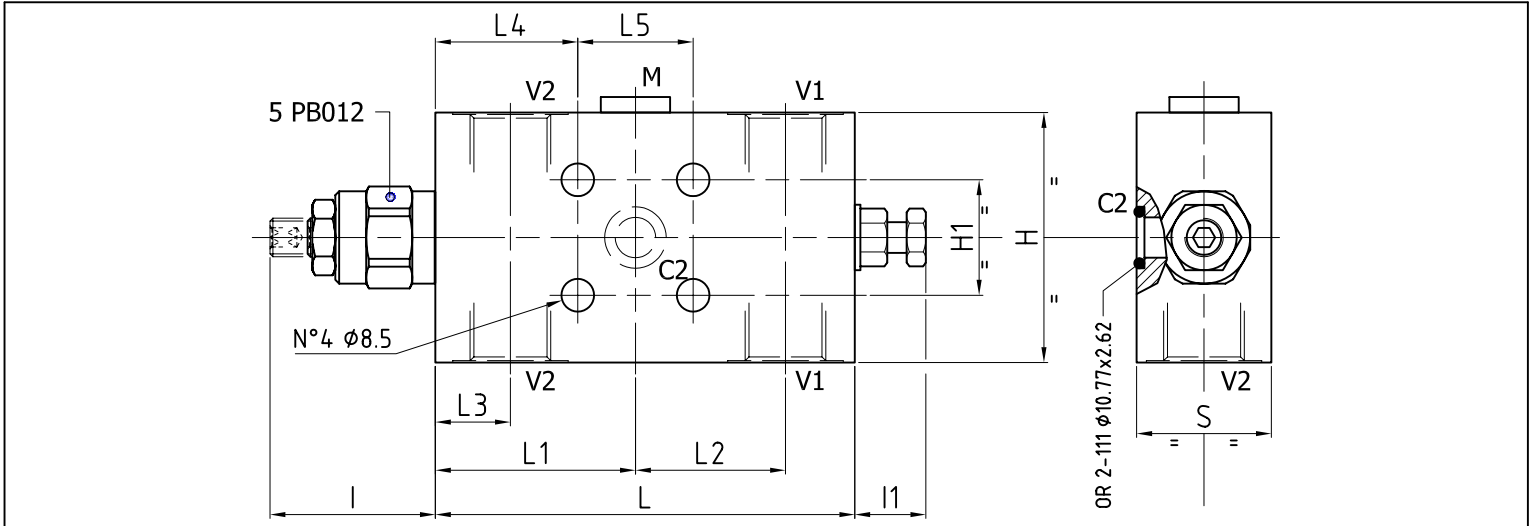 L4
L5
M
V2
V1
5 PB012
C2
H1
=
=
H
=
=
N°4 Ø8.5
V2
V1
L3
L1
L2
I
L
I1
C2
OR 2-111 Ø10.77x2.62
V2
S
=
=